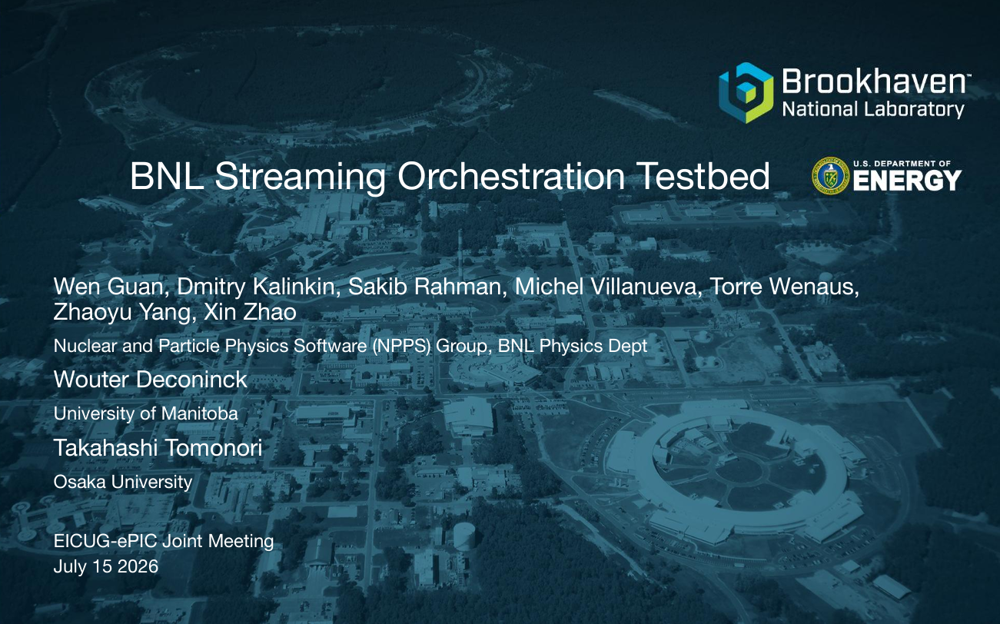 Brookhaven™
National Laboratory
BNL Streaming Orchestration Testbed
U.S. DEPARTMENT OF
ENERGY
Wen Guan, Dmitry Kalinkin, Sakib Rahman, Michel Villanueva, Torre Wenaus,
Zhaoyu Yang, Xin Zhao
Nuclear and Particle Physics Software (NPPS) Group, BNL Physics Dept
Wouter Deconinck
University of Manitoba
Takahashi Tomonori
Osaka University
EICUG-ePIC Joint Meeting
July 15 2026